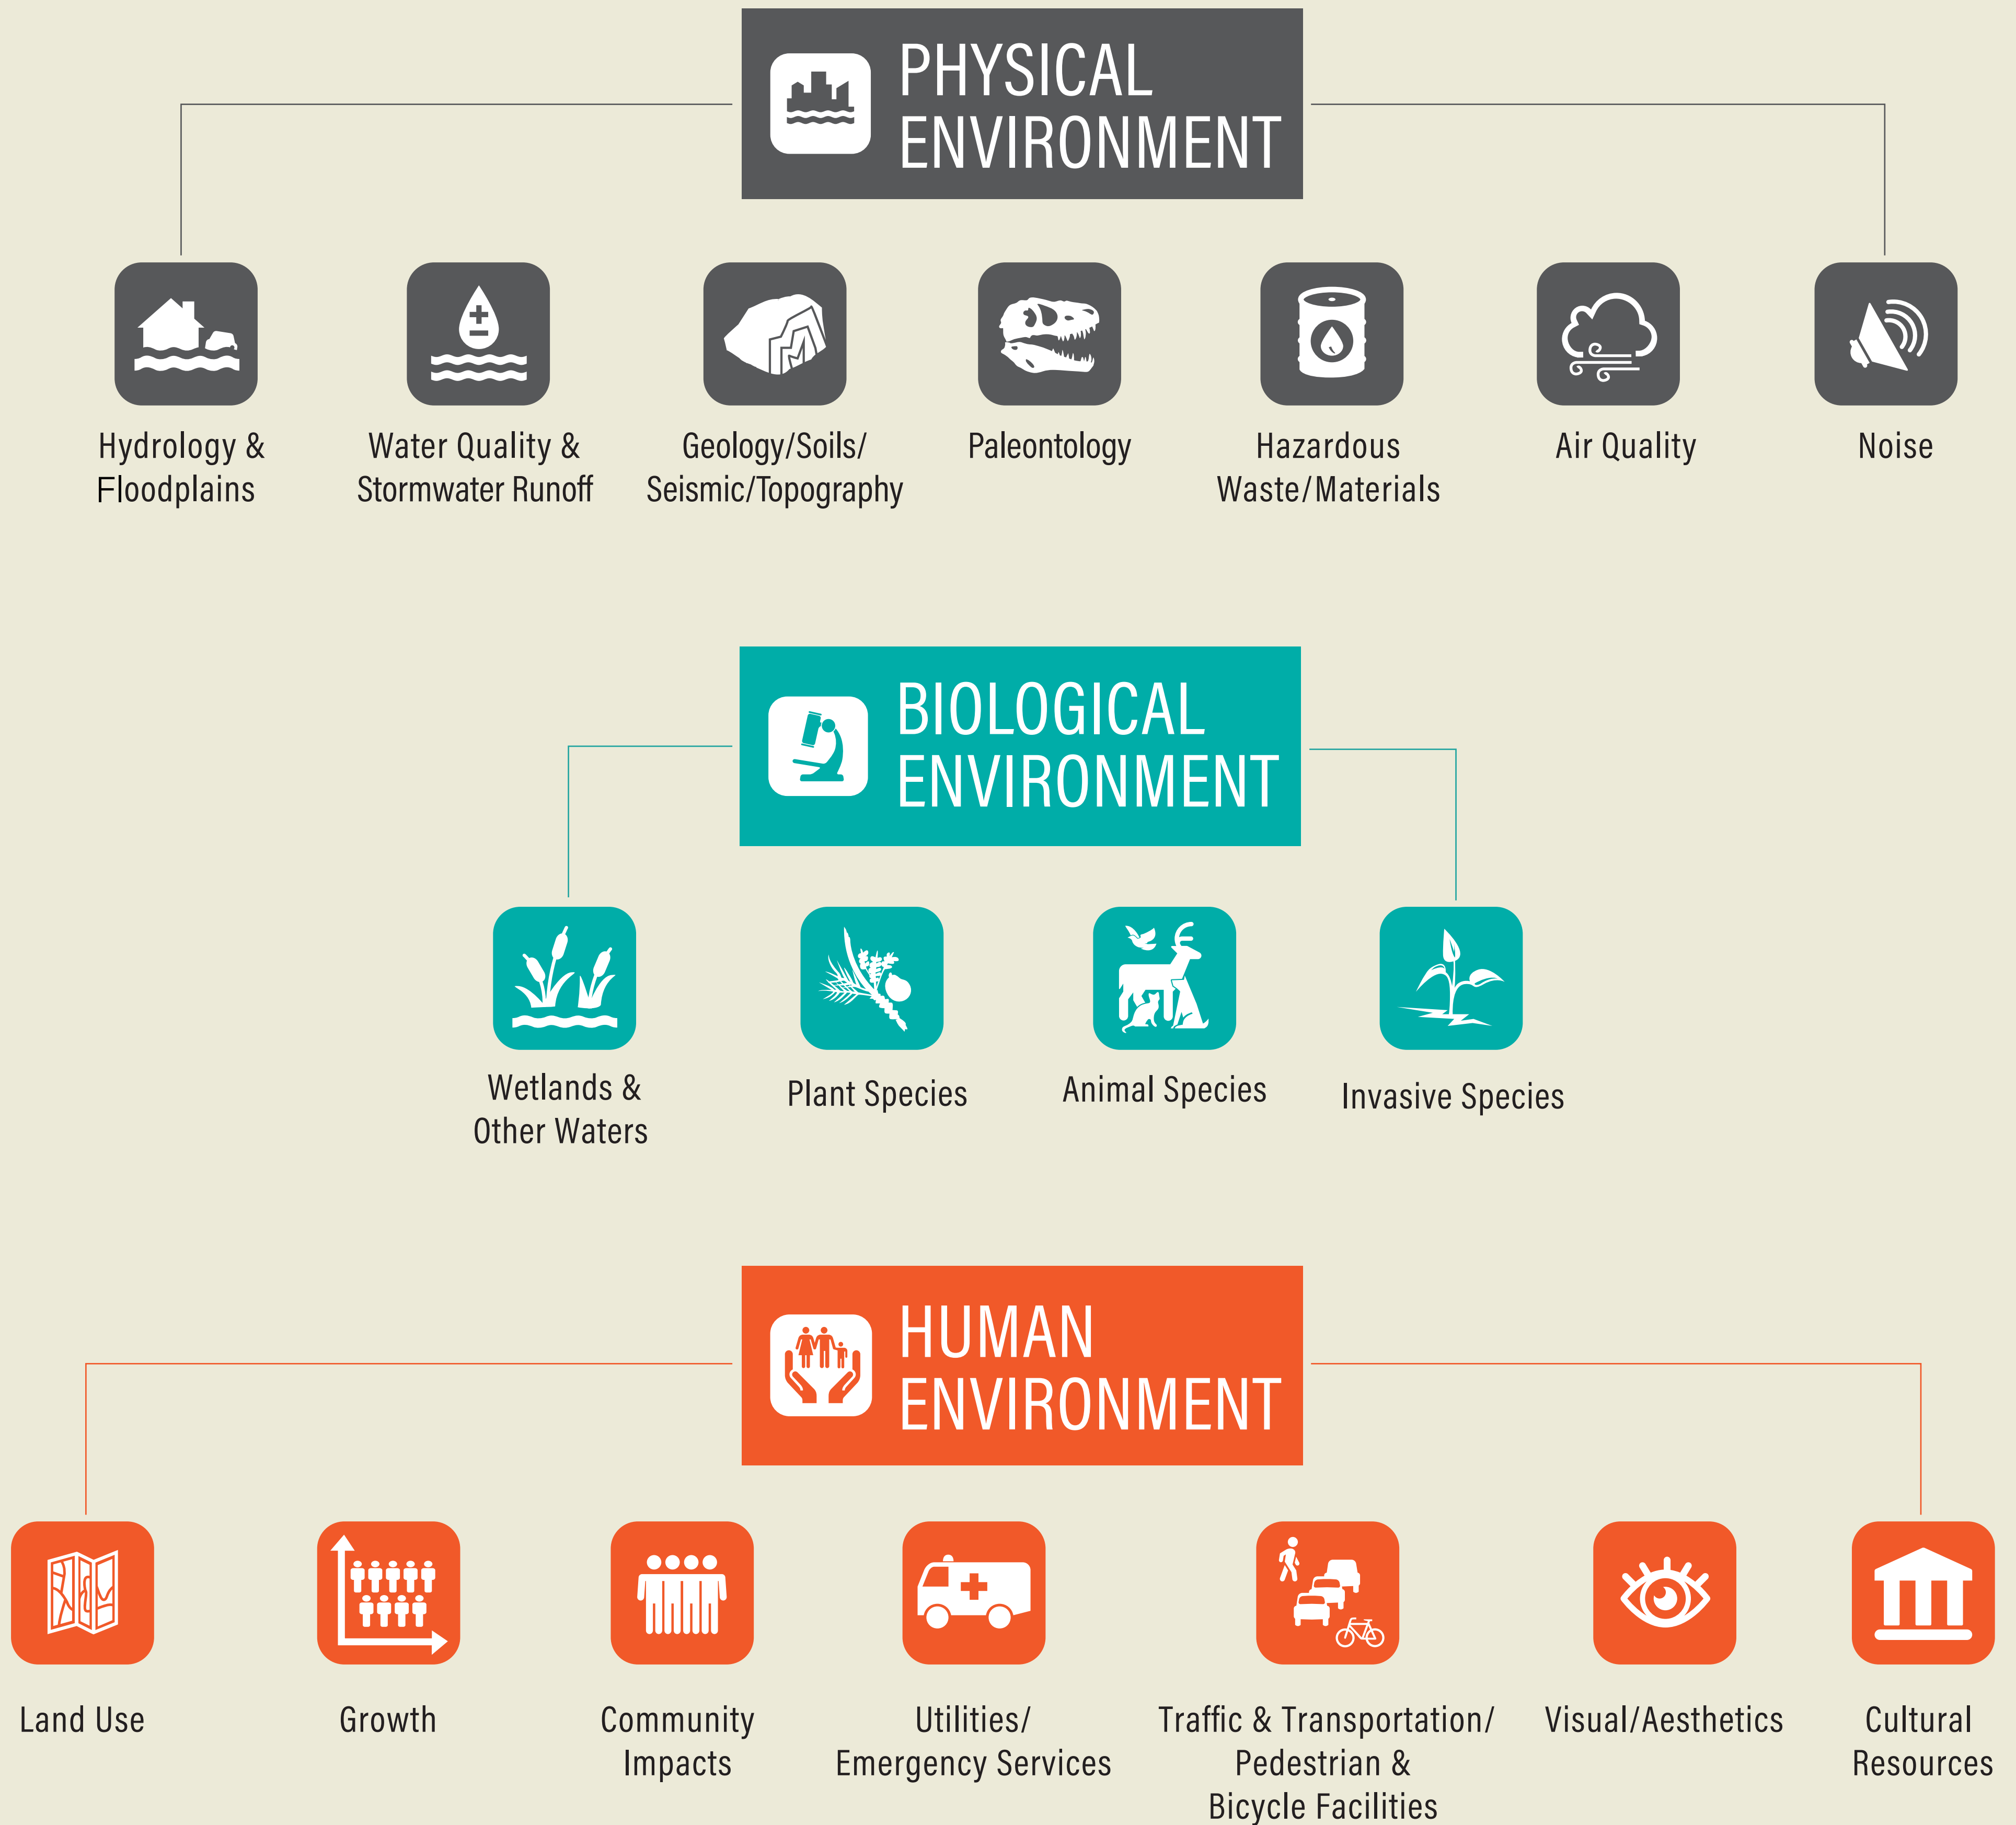 PHYSICAL
ENVIRONMENT
Hydrology &
Floodplains
Water Quality &
Stormwater Runoff
Geology/Soils/
Seismic/Topography
Paleontology
Hazardous
Waste/Materials
Air Quality
Noise
BIOLOGICAL
ENVIRONMENT
Wetlands &
Other Waters
Plant Species
Animal Species
Invasive Species
HUMAN
ENVIRONMENT
Land Use
Growth
Community
Impacts
Utilities/
Emergency Services
Traffic & Transportation/
Pedestrian &
Bicycle Facilities
Visual/Aesthetics
Cultural
Resources